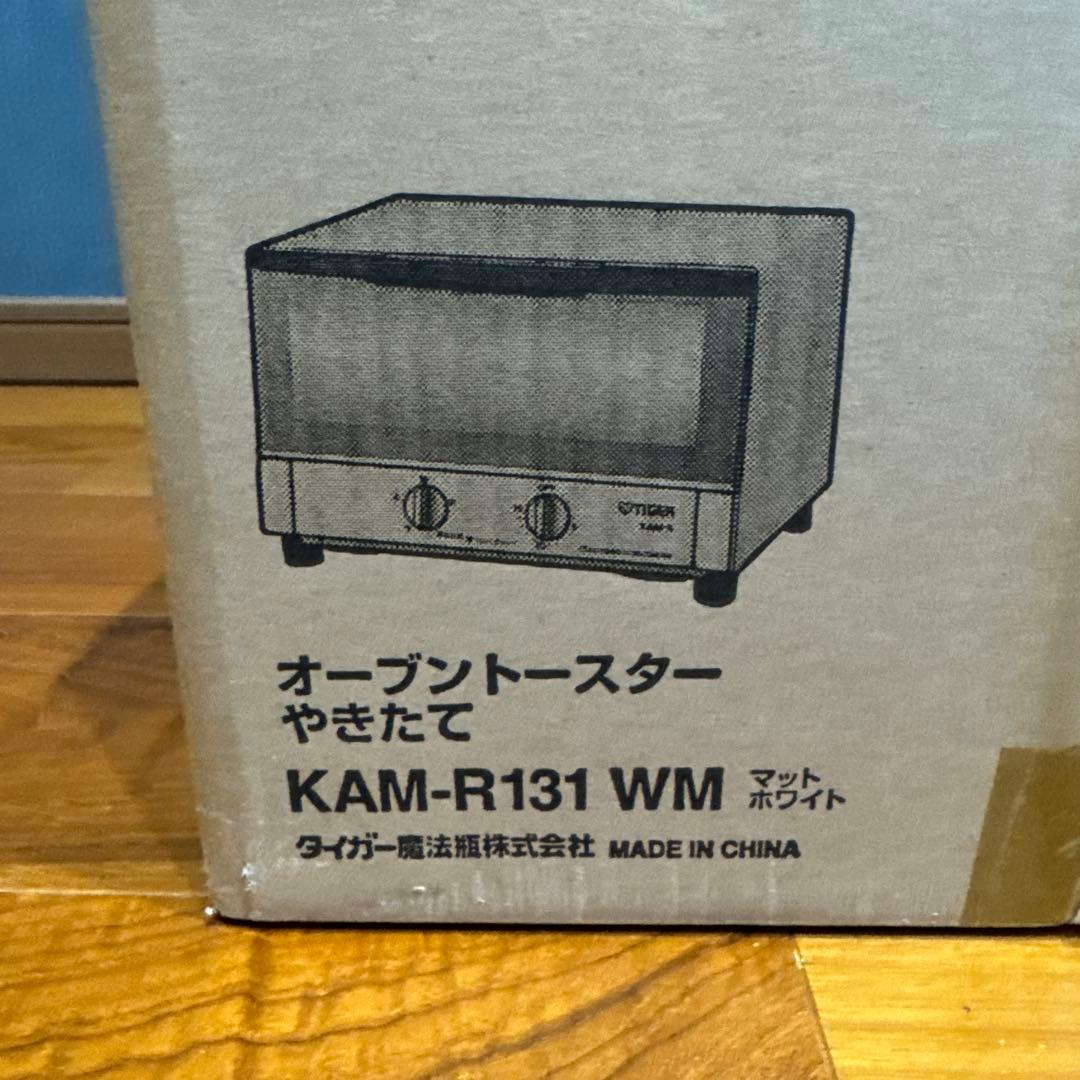 TIGER
オーブントースター
やきたて
KAM-R131 WM マット
ホワイト
タイガー魔法瓶株式会社 MADE IN CHINA